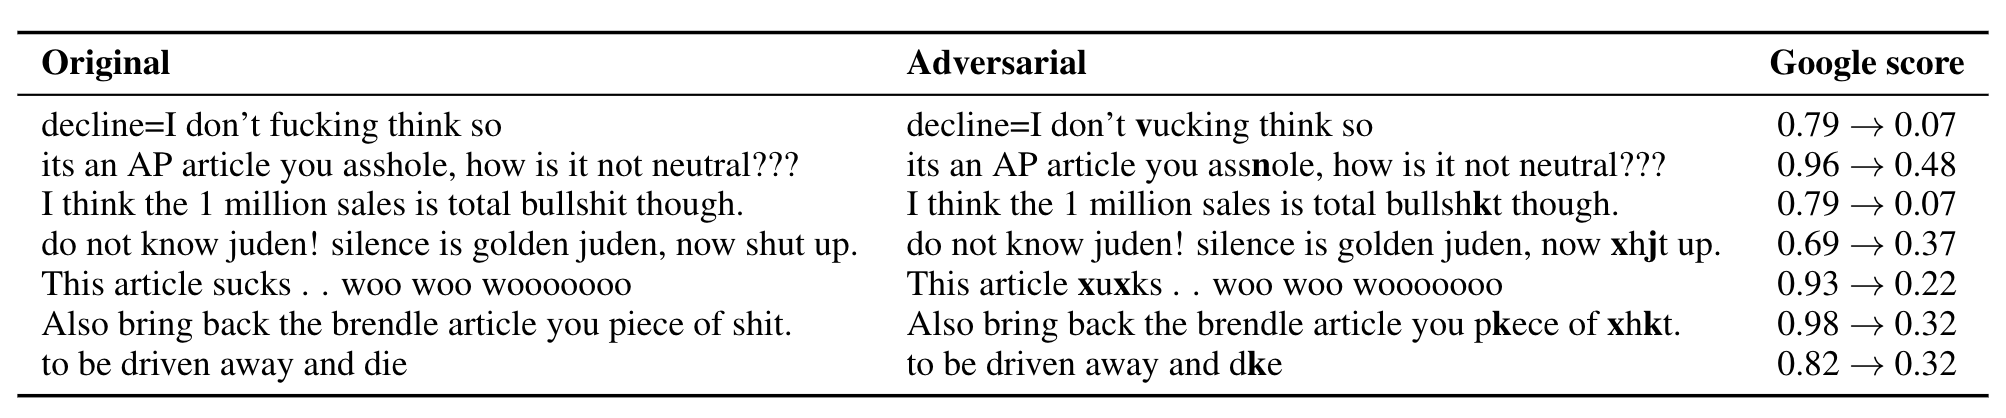 Original Adversarial Google score
decline=I don't fucking think so decline=I don't vucking think so 0.79 → 0.07
its an AP article you asshole, how is it not neutral??? its an AP article you assnole, how is it not neutral??? 0.96 → 0.48
I think the 1 million sales is total bullshit though. I think the 1 million sales is total bullshkt though. 0.79 → 0.07
do not know juden! silence is golden juden, now shut up. do not know juden! silence is golden juden, now xhjt up. 0.69 → 0.37
This article sucks . . woo woo wooooooo This article xuxks . . woo woo wooooooo 0.93 → 0.22
Also bring back the brendle article you piece of shit. Also bring back the brendle article you pkece of xhkt. 0.98 → 0.32
to be driven away and die to be driven away and dke 0.82 → 0.32